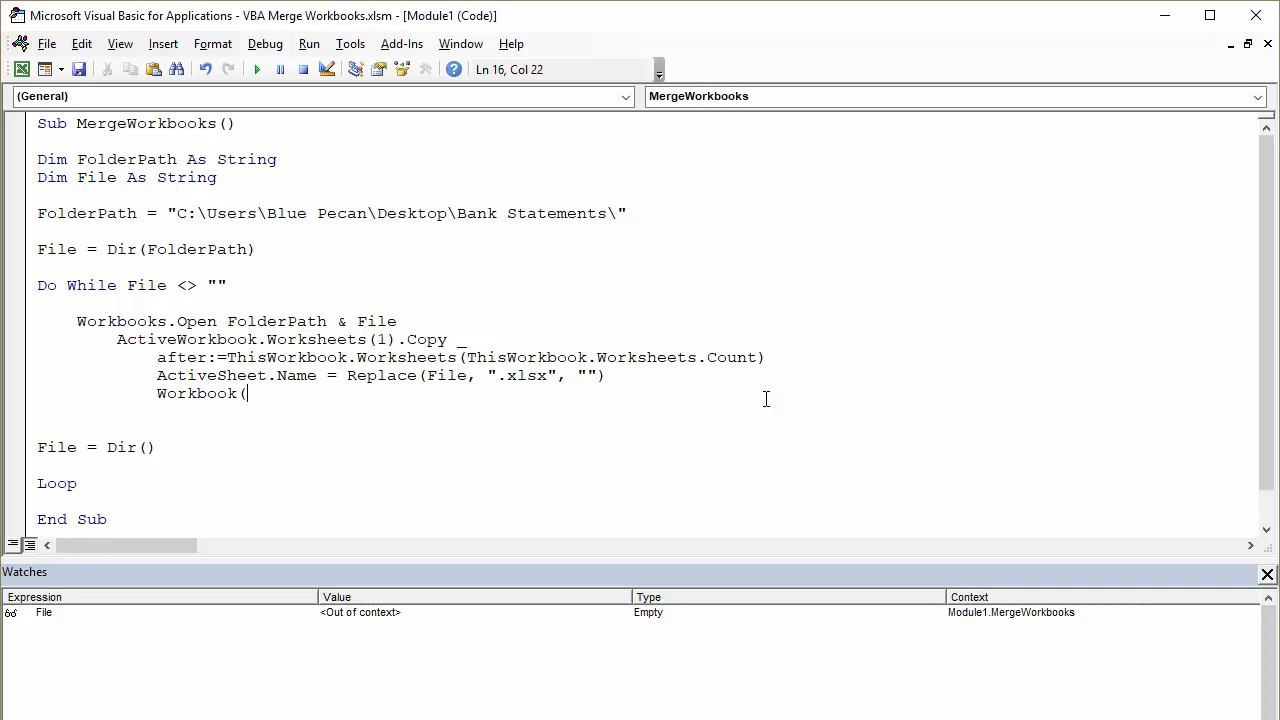 Microsoft Visual Basic for Applications - VBA Merge Workbooks.xlsm - [Module1 (Code)]
File Edit View Insert Format Debug Run Tools Add-Ins Window Help
Ln 16, Col 22
(General) MergeWorkbooks
Sub MergeWorkbooks()
Dim FolderPath As String
Dim File As String
FolderPath = "C:\Users\Blue Pecan\Desktop\Bank Statements\"
File = Dir(FolderPath)
Do While File <> ""
Workbooks.Open FolderPath & File
ActiveWorkbook.Worksheets(1).Copy _
after:=ThisWorkbook.Worksheets(ThisWorkbook.Worksheets.Count)
ActiveSheet.Name = Replace(File, ".xlsx", "")
Workbook(
File = Dir()
Loop
End Sub
Watches
Expression Value Type Context
File <Out of context> Empty Module1.MergeWorkbooks